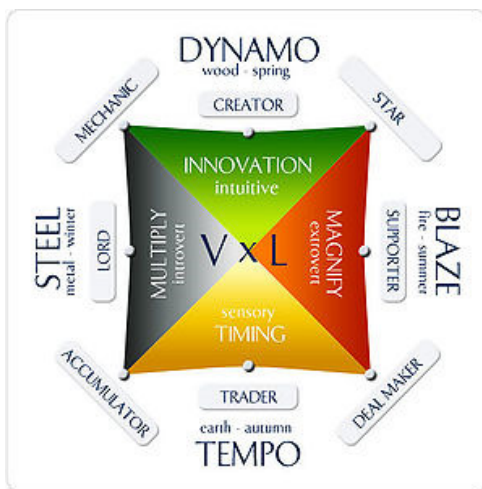 DYNAMO
wood - spring
MECHANIC
CREATOR
STAR
INNOVATION
intuitive
STEEL
metal - winter
LORD
MULTIPLY
introvert
V x L
MAGNIFY
extrovert
SUPPORTER
BLAZE
fire - summer
sensory
TIMING
ACCUMULATOR
TRADER
DEAL MAKER
earth - autumn
TEMPO